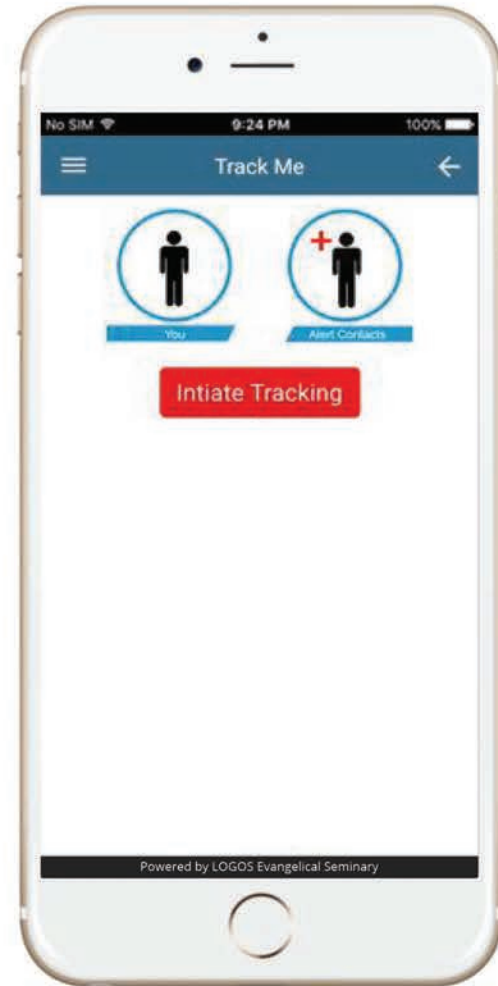 No SIM 9:24 PM 100%
Track Me
You Alert Contacts
Intiate Tracking
Powered by LOGOS Evangelical Seminary